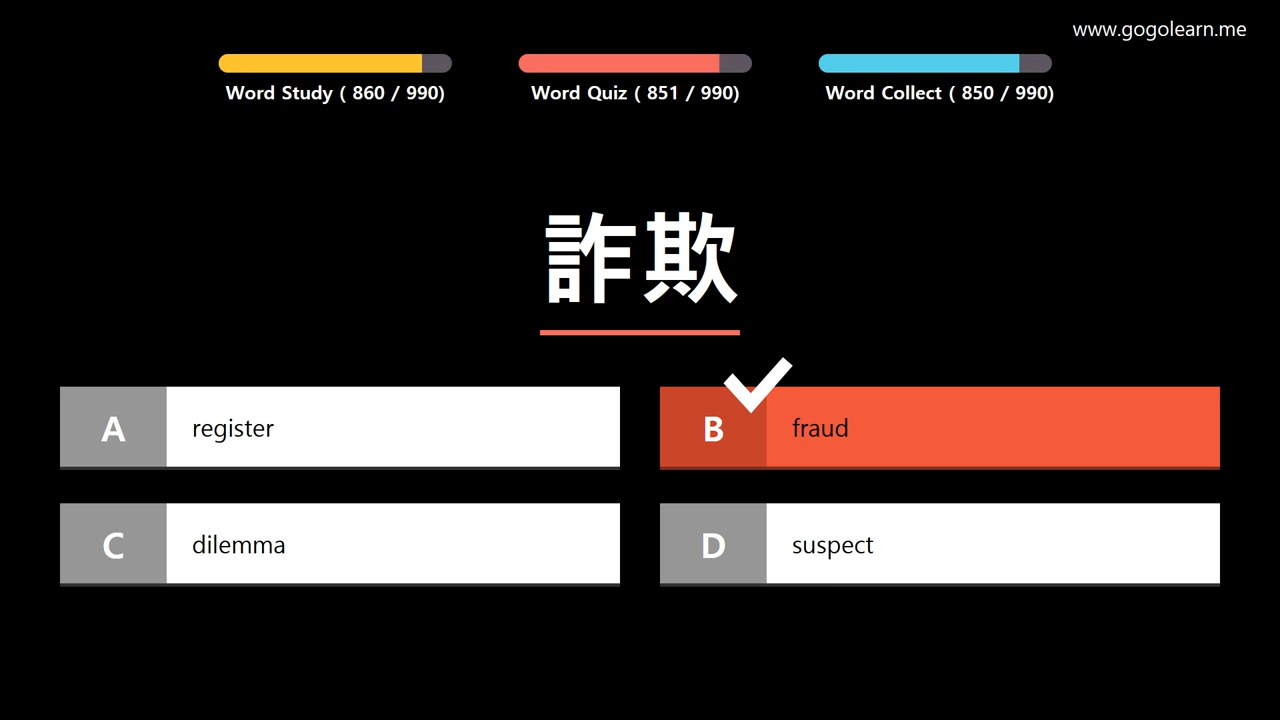 www.gogolearn.me
Word Study ( 860 / 990)
Word Quiz ( 851 / 990)
Word Collect ( 850 / 990)
詐欺
A register
B fraud
C dilemma
D suspect